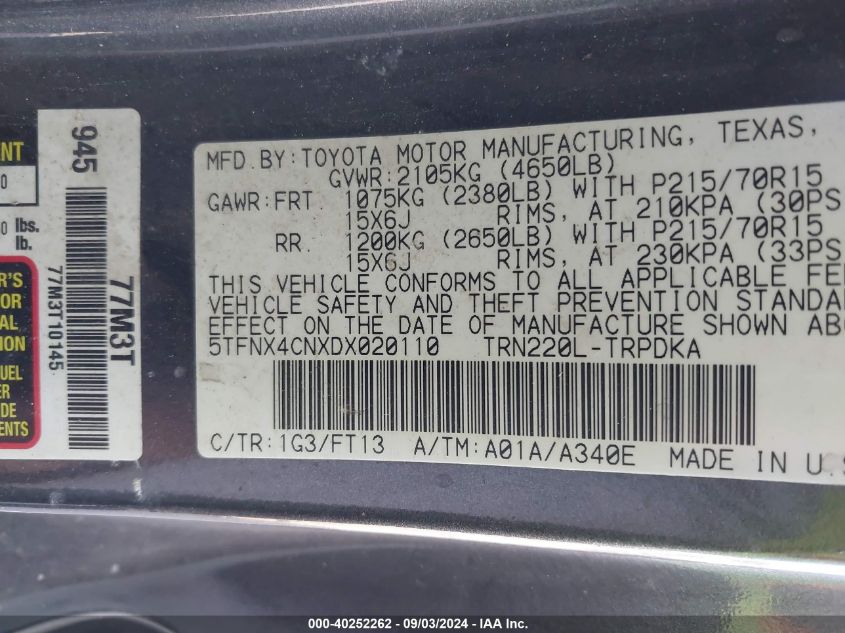 ENT
0
0 lbs.
lb.
R'S
OR
AL
ION
UEL
ER
DE
ENTS
945
77M3T10145
77M3T
MFD.BY:TOYOTA MOTOR MANUFACTURING, TEXAS,
GVWR:2105KG (4650LB)
GAWR:FRT 1075KG (2380LB) WITH P215/70R15
15X6J RIMS, AT 210KPA (30PS
RR. 1200KG (2650LB) WITH P215/70R15
15X6J RIMS, AT 230KPA (33PS
THIS VEHICLE CONFORMS TO ALL APPLICABLE FE
VEHICLE SAFETY AND THEFT PREVENTION STANDA
EFFECT ON THE DATE OF MANUFACTURE SHOWN AB
5TFNX4CNXDX020110 TRN220L-TRPDKA
C/TR:1G3/FT13 A/TM:A01A/A340E MADE IN U.S
000-40252262 - 09/03/2024 - IAA Inc.